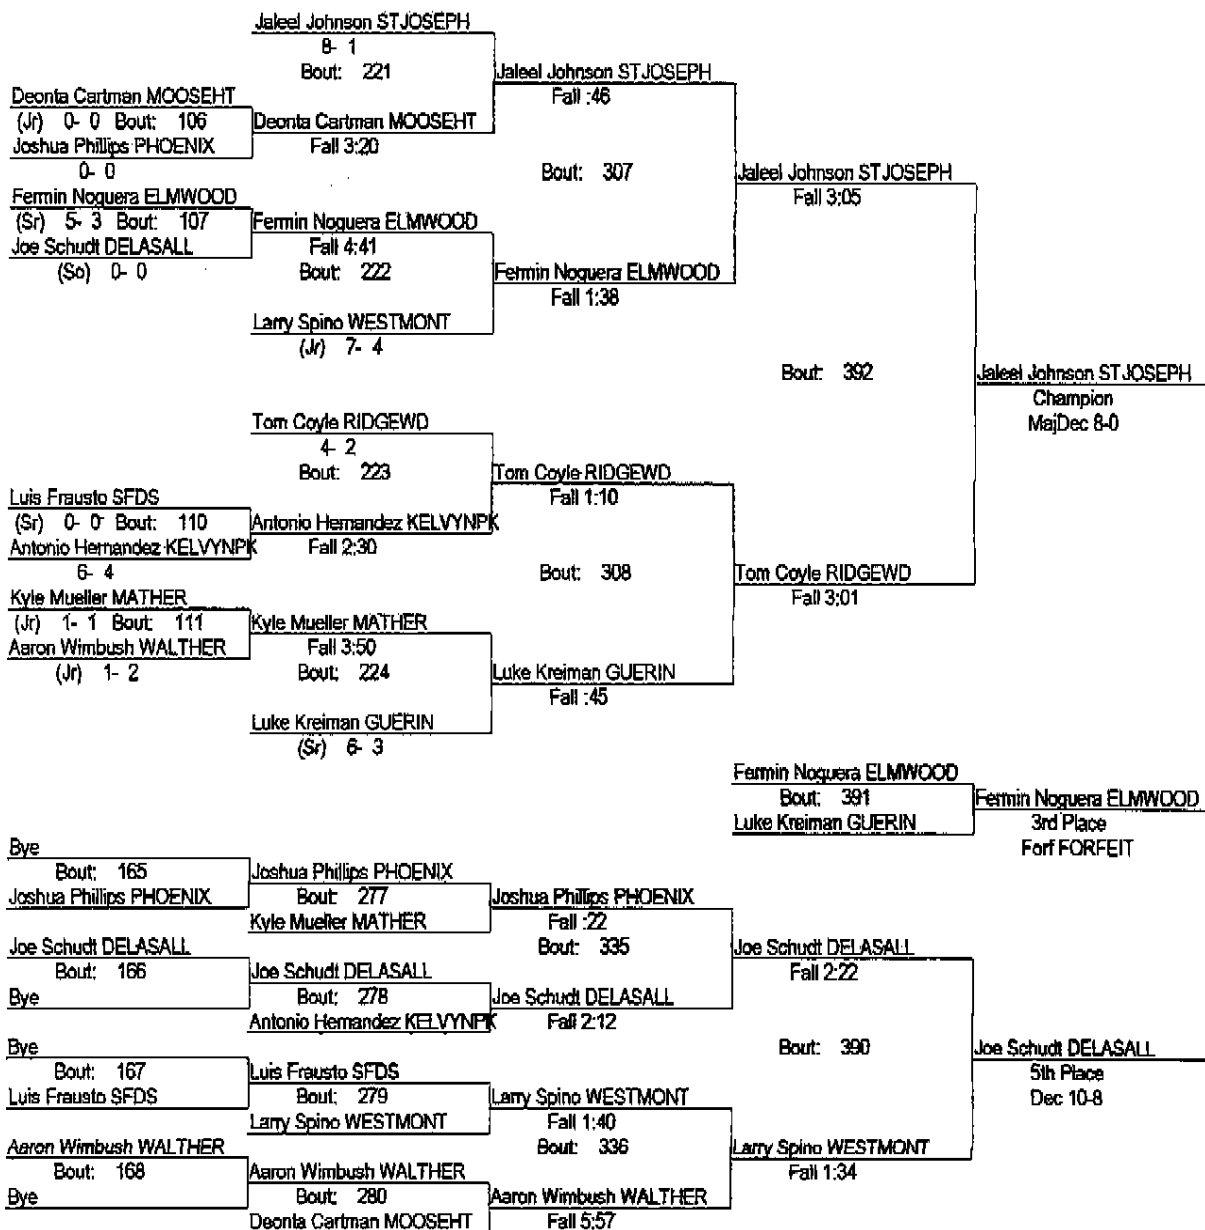 Jaleel Johnson STJOSEPH
8- 1
Bout: 221
Jaleel Johnson STJOSEPH
Fall :46
Deonta Cartman MOOSEHT
(Jr) 0- 0 Bout: 106
Deonta Cartman MOOSEHT
Joshua Phillips PHOENIX
Fall 3:20
0- 0
Bout: 307
Jaleel Johnson STJOSEPH
Fall 3:05
Fermin Noguera ELMWOOD
(Sr) 5- 3 Bout: 107
Fermin Noguera ELMWOOD
Joe Schudt DELASALL
Fall 4:41
(So) 0- 0
Bout: 222
Fermin Noguera ELMWOOD
Fall 1:38
Larry Spino WESTMONT
(Jr) 7- 4
Bout: 392
Jaleel Johnson STJOSEPH
Champion
MajDec 8-0
Tom Coyle RIDGEWD
4- 2
Bout: 223
Tom Coyle RIDGEWD
Fall 1:10
Luis Frausto SFDS
(Sr) 0- 0 Bout: 110
Antonio Hernandez KELVYNPK
Antonio Hernandez KELVYNPK
Fall 2:30
6- 4
Bout: 308
Tom Coyle RIDGEWD
Fall 3:01
Kyle Mueller MATHER
(Jr) 1- 1 Bout: 111
Kyle Mueller MATHER
Aaron Wimbush WALTHER
Fall 3:50
(Jr) 1- 2
Bout: 224
Luke Kreiman GUERIN
Fall :45
Luke Kreiman GUERIN
(Sr) 6- 3
Fermin Noguera ELMWOOD
Bout: 391
Fermin Noguera ELMWOOD
Luke Kreiman GUERIN
3rd Place
Forf FORFEIT
Bye
Bout: 165
Joshua Phillips PHOENIX
Joshua Phillips PHOENIX
Bout: 277
Joshua Phillips PHOENIX
Kyle Mueller MATHER
Fall :22
Bout: 335
Joe Schudt DELASALL
Fall 2:22
Joe Schudt DELASALL
Bout: 166
Joe Schudt DELASALL
Bye
Bout: 278
Joe Schudt DELASALL
Antonio Hernandez KELVYNPK
Fall 2:12
Bout: 390
Joe Schudt DELASALL
5th Place
Dec 10-8
Bye
Bout: 167
Luis Frausto SFDS
Luis Frausto SFDS
Bout: 279
Larry Spino WESTMONT
Larry Spino WESTMONT
Fall 1:40
Bout: 336
Larry Spino WESTMONT
Fall 1:34
Aaron Wimbush WALTHER
Bout: 168
Aaron Wimbush WALTHER
Bye
Bout: 280
Aaron Wimbush WALTHER
Deonta Cartman MOOSEHT
Fall 5:57